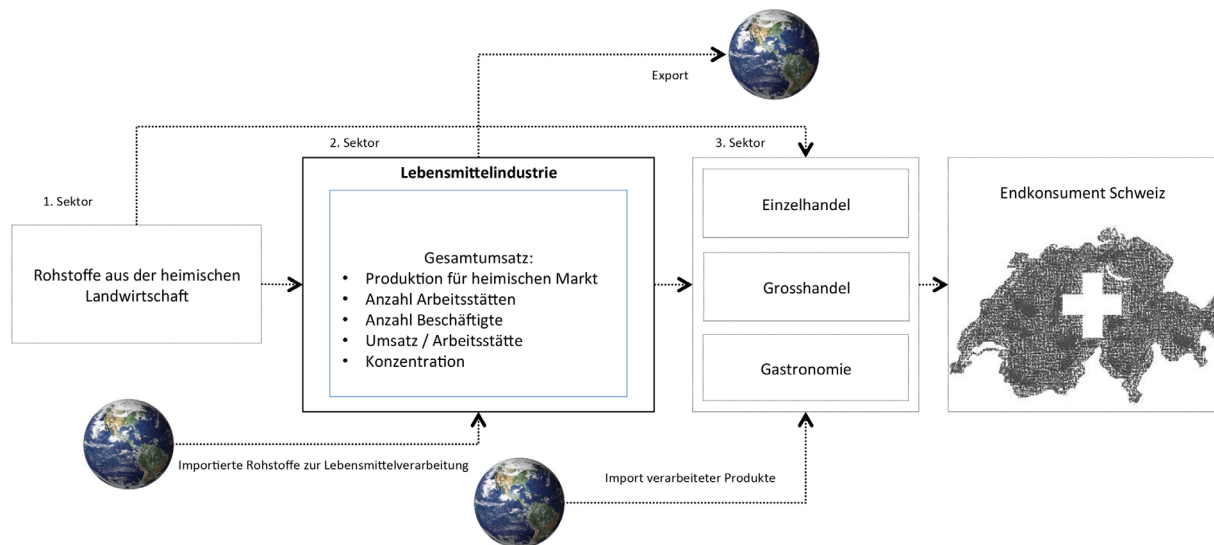 Export
1. Sektor
2. Sektor
3. Sektor
Rohstoffe aus der heimischen
Landwirtschaft
Lebensmittelindustrie
Gesamtumsatz:
• Produktion für heimischen Markt
• Anzahl Arbeitsstätten
• Anzahl Beschäftigte
• Umsatz / Arbeitsstätte
• Konzentration
Einzelhandel
Grosshandel
Gastronomie
Endkonsument Schweiz
Importierte Rohstoffe zur Lebensmittelverarbeitung
Import verarbeiteter Produkte